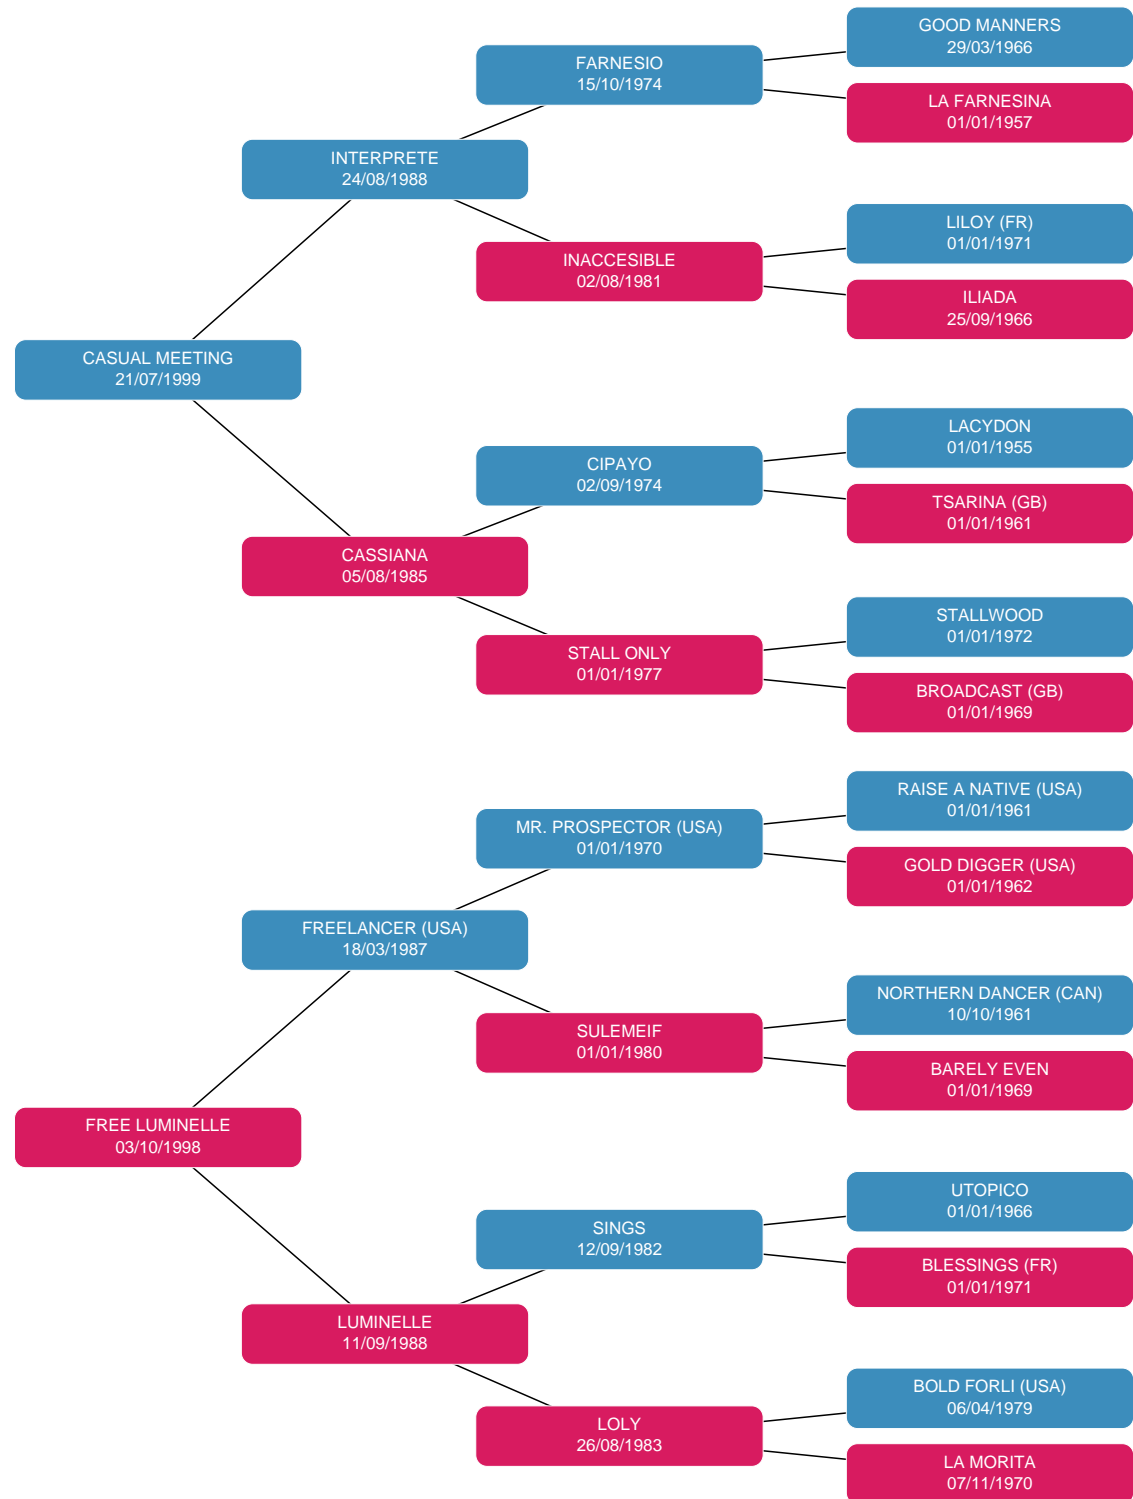 GOOD MANNERS
29/03/1966
FARNESIO
15/10/1974
LA FARNESINA
01/01/1957
INTERPRETE
24/08/1988
LILOY (FR)
01/01/1971
INACCESIBLE
02/08/1981
ILIADA
25/09/1966
CASUAL MEETING
21/07/1999
LACYDON
01/01/1955
CIPAYO
02/09/1974
TSARINA (GB)
01/01/1961
CASSIANA
05/08/1985
STALLWOOD
01/01/1972
STALL ONLY
01/01/1977
BROADCAST (GB)
01/01/1969
RAISE A NATIVE (USA)
01/01/1961
MR. PROSPECTOR (USA)
01/01/1970
GOLD DIGGER (USA)
01/01/1962
FREELANCER (USA)
18/03/1987
NORTHERN DANCER (CAN)
10/10/1961
SULEMEIF
01/01/1980
BARELY EVEN
01/01/1969
FREE LUMINELLE
03/10/1998
UTOPICO
01/01/1966
SINGS
12/09/1982
BLESSINGS (FR)
01/01/1971
LUMINELLE
11/09/1988
BOLD FORLI (USA)
06/04/1979
LOLY
26/08/1983
LA MORITA
07/11/1970